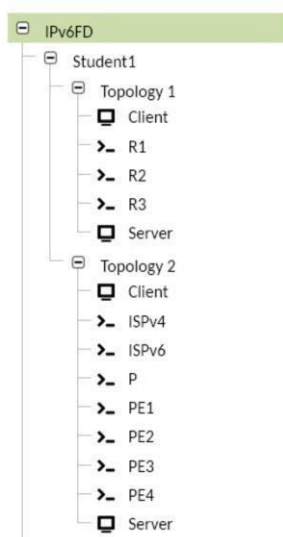 IPv6FD
Student1
Topology 1
Client
R1
R2
R3
Server
Topology 2
Client
ISPv4
ISPv6
P
PE1
PE2
PE3
PE4
Server